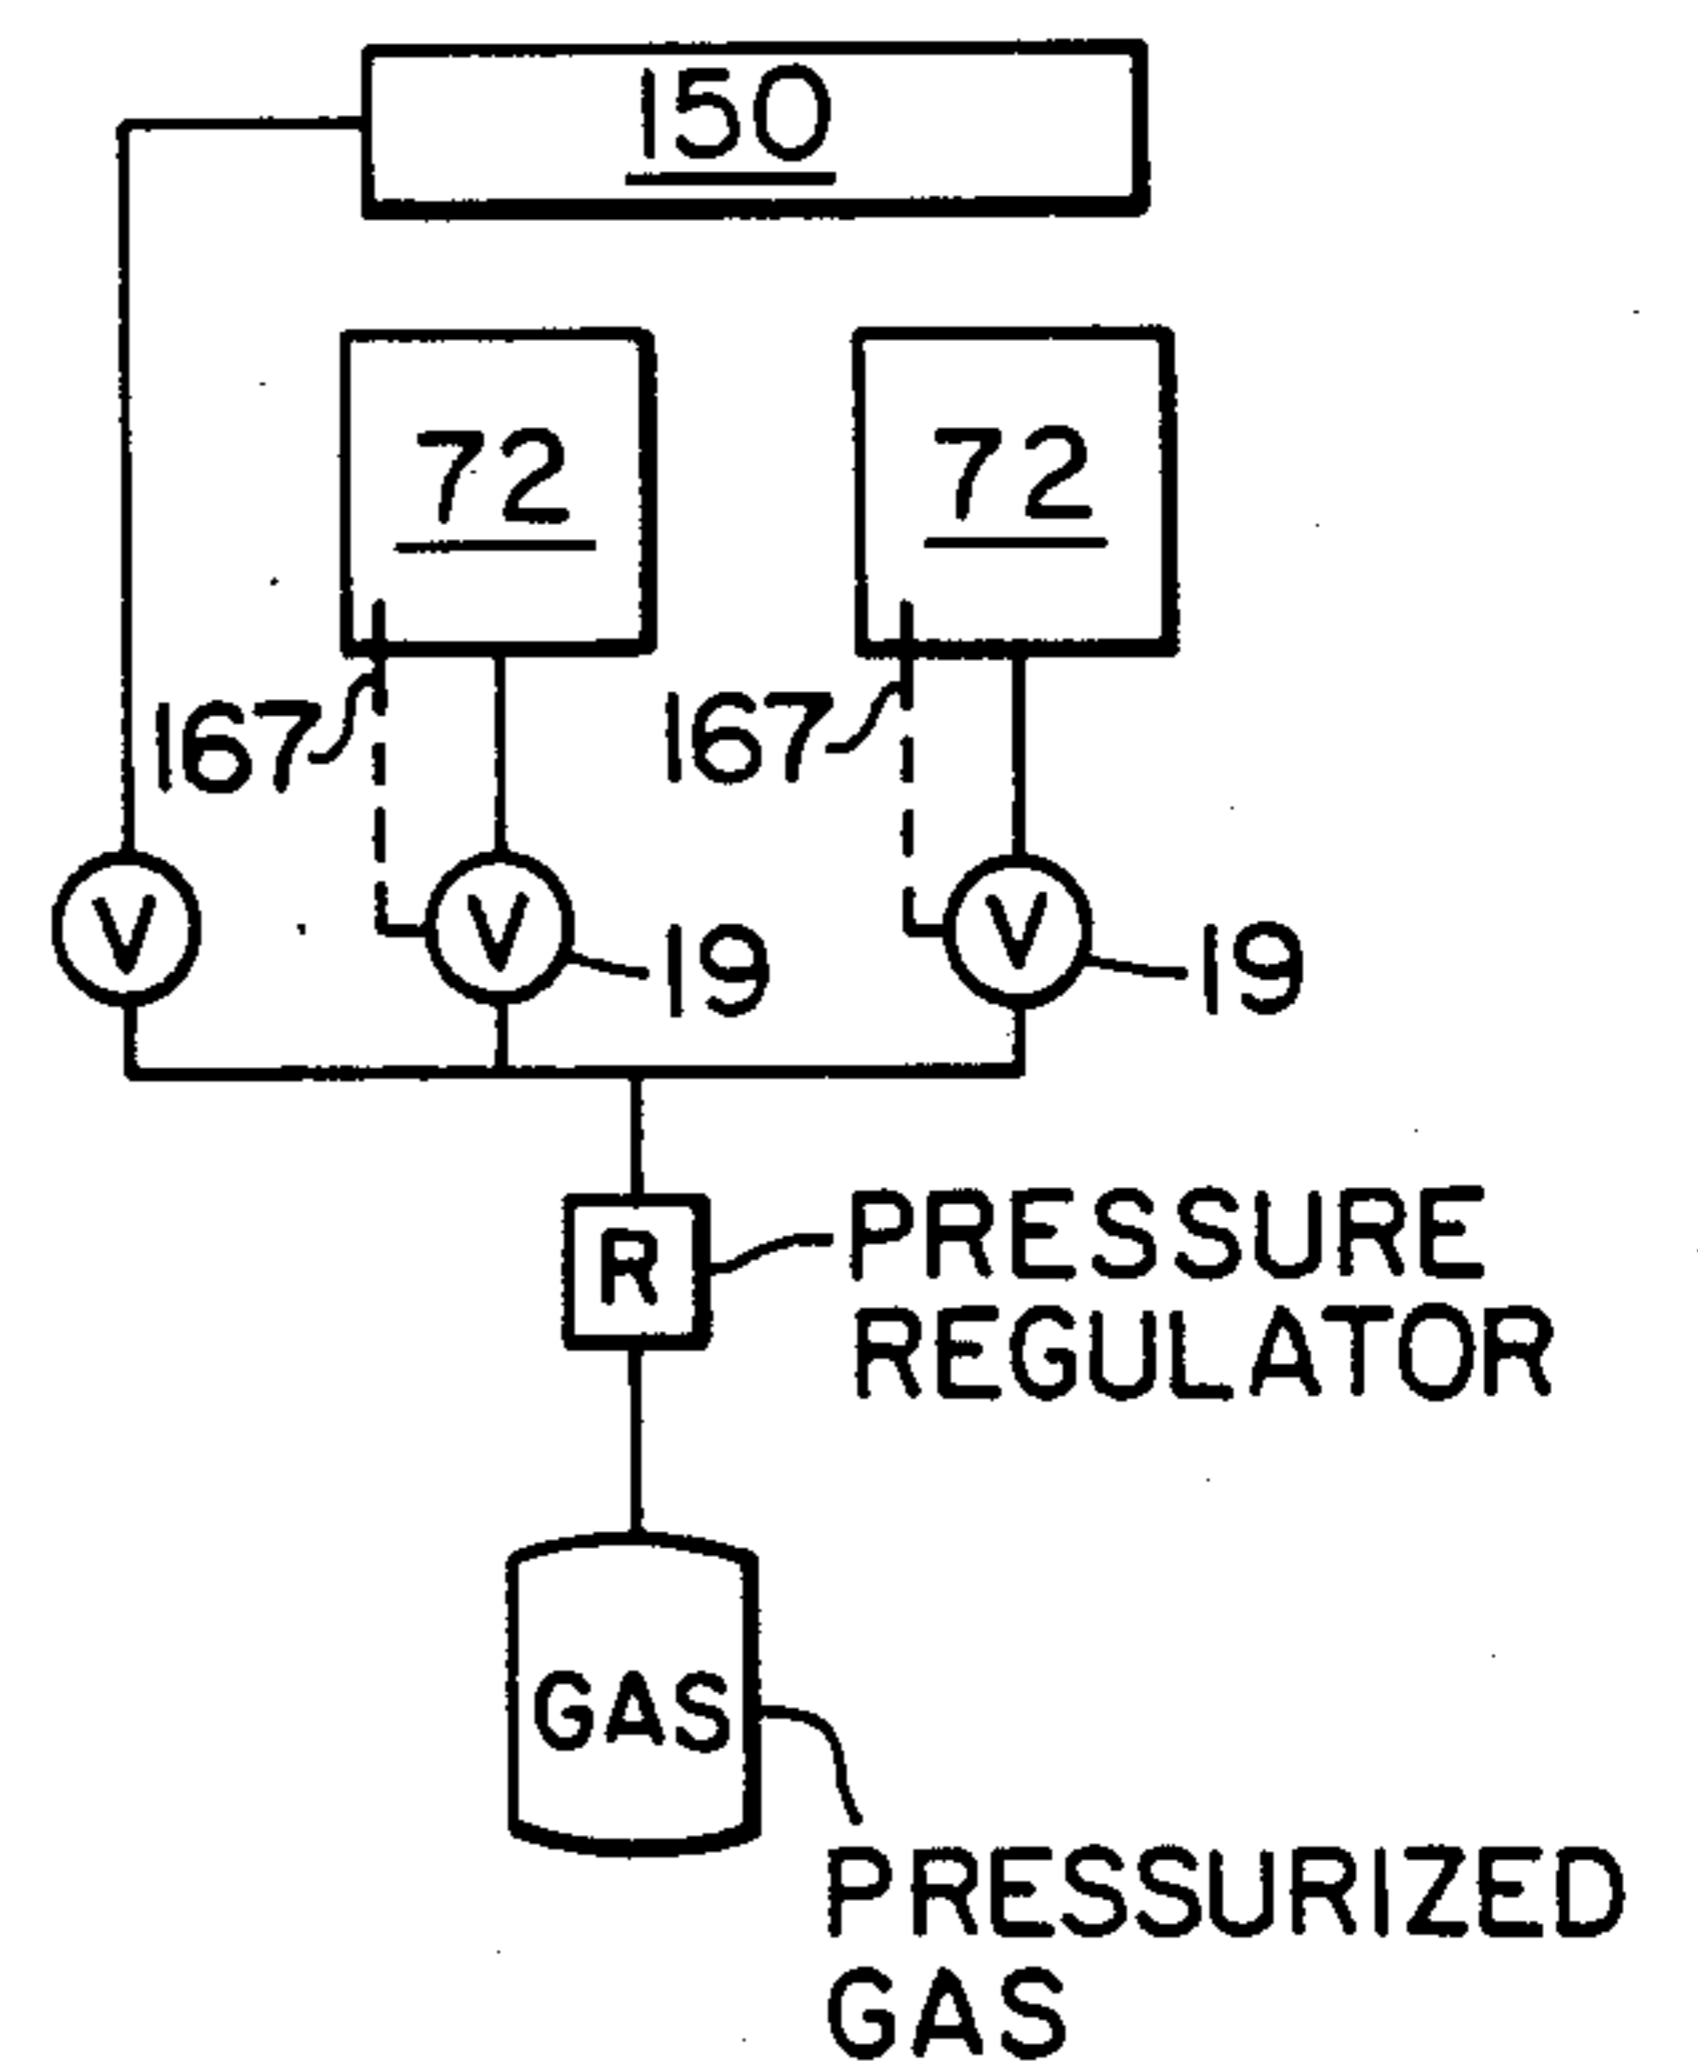 150
72 72
167 167
V V V
19 19
R PRESSURE
REGULATOR
GAS
PRESSURIZED
GAS